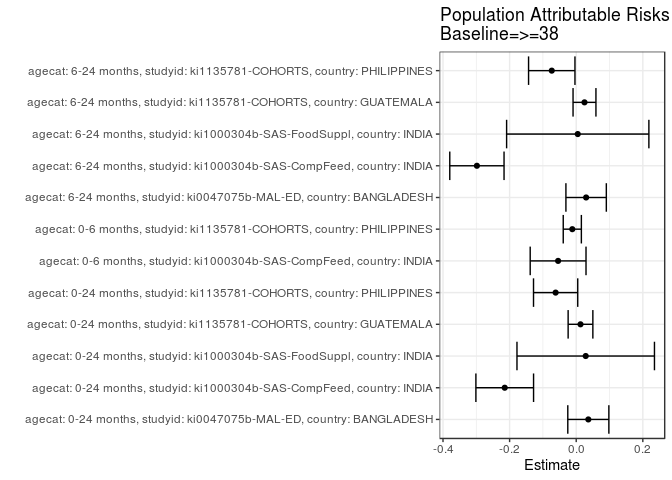 Population Attributable Risks
Baseline=>=38
agecat: 6-24 months, studyid: ki1135781-COHORTS, country: PHILIPPINES
agecat: 6-24 months, studyid: ki1135781-COHORTS, country: GUATEMALA
agecat: 6-24 months, studyid: ki1000304b-SAS-FoodSuppl, country: INDIA
agecat: 6-24 months, studyid: ki1000304b-SAS-CompFeed, country: INDIA
agecat: 6-24 months, studyid: ki0047075b-MAL-ED, country: BANGLADESH
agecat: 0-6 months, studyid: ki1135781-COHORTS, country: PHILIPPINES
agecat: 0-6 months, studyid: ki1000304b-SAS-CompFeed, country: INDIA
agecat: 0-24 months, studyid: ki1135781-COHORTS, country: PHILIPPINES
agecat: 0-24 months, studyid: ki1135781-COHORTS, country: GUATEMALA
agecat: 0-24 months, studyid: ki1000304b-SAS-FoodSuppl, country: INDIA
agecat: 0-24 months, studyid: ki1000304b-SAS-CompFeed, country: INDIA
agecat: 0-24 months, studyid: ki0047075b-MAL-ED, country: BANGLADESH
-0.4 -0.2 0.0 0.2
Estimate